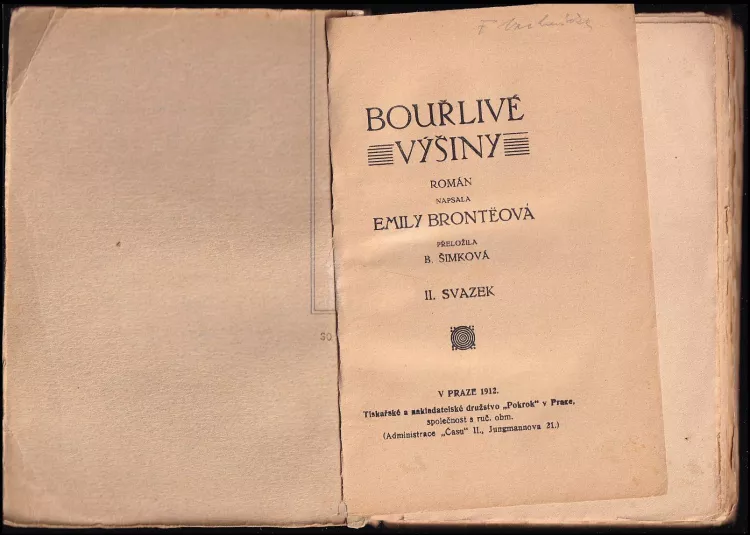 BOUŘLIVÉ
VÝŠINY
ROMÁN
NAPSALA
EMILY BRONTËOVÁ
PŘELOŽILA
B. ŠIMKOVÁ
II. SVAZEK
50
V PRAZE 1912.
Tiskařské a nakladatelské družstvo „Pokrok“ v Praze,
společnost s ruč. obm.
(Administrace „Času“ II., Jungmannova 21.)